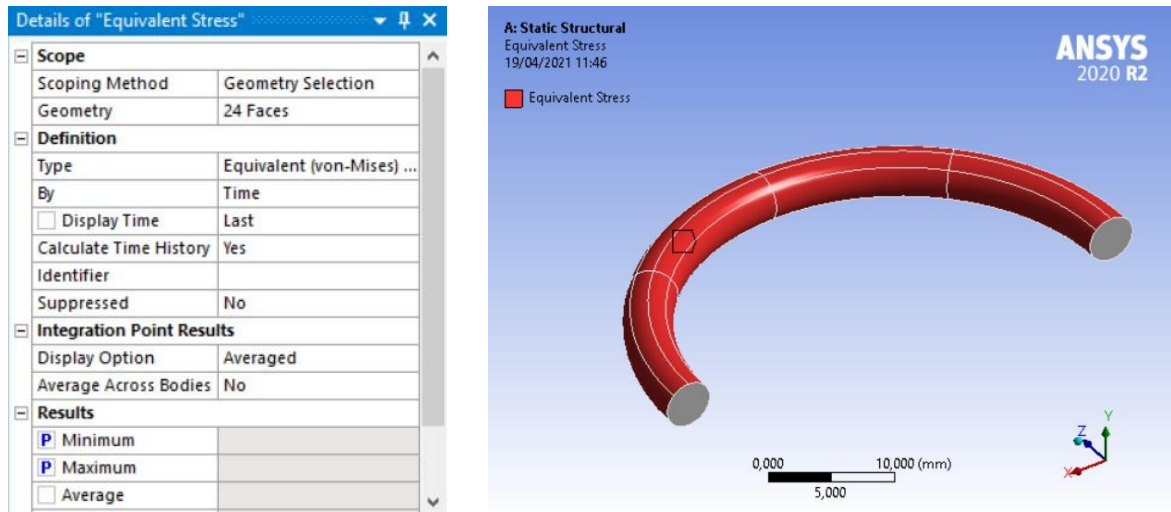 Details of "Equivalent Stress"
Scope
Scoping Method Geometry Selection
Geometry 24 Faces
Definition
Type Equivalent (von-Mises) ...
By Time
Display Time Last
Calculate Time History Yes
Identifier
Suppressed No
Integration Point Results
Display Option Averaged
Average Across Bodies No
Results
P Minimum
P Maximum
Average
A: Static Structural
Equivalent Stress
19/04/2021 11:46
Equivalent Stress
ANSYS
2020 R2
0,000 10,000 (mm)
5,000
Y
Z
X